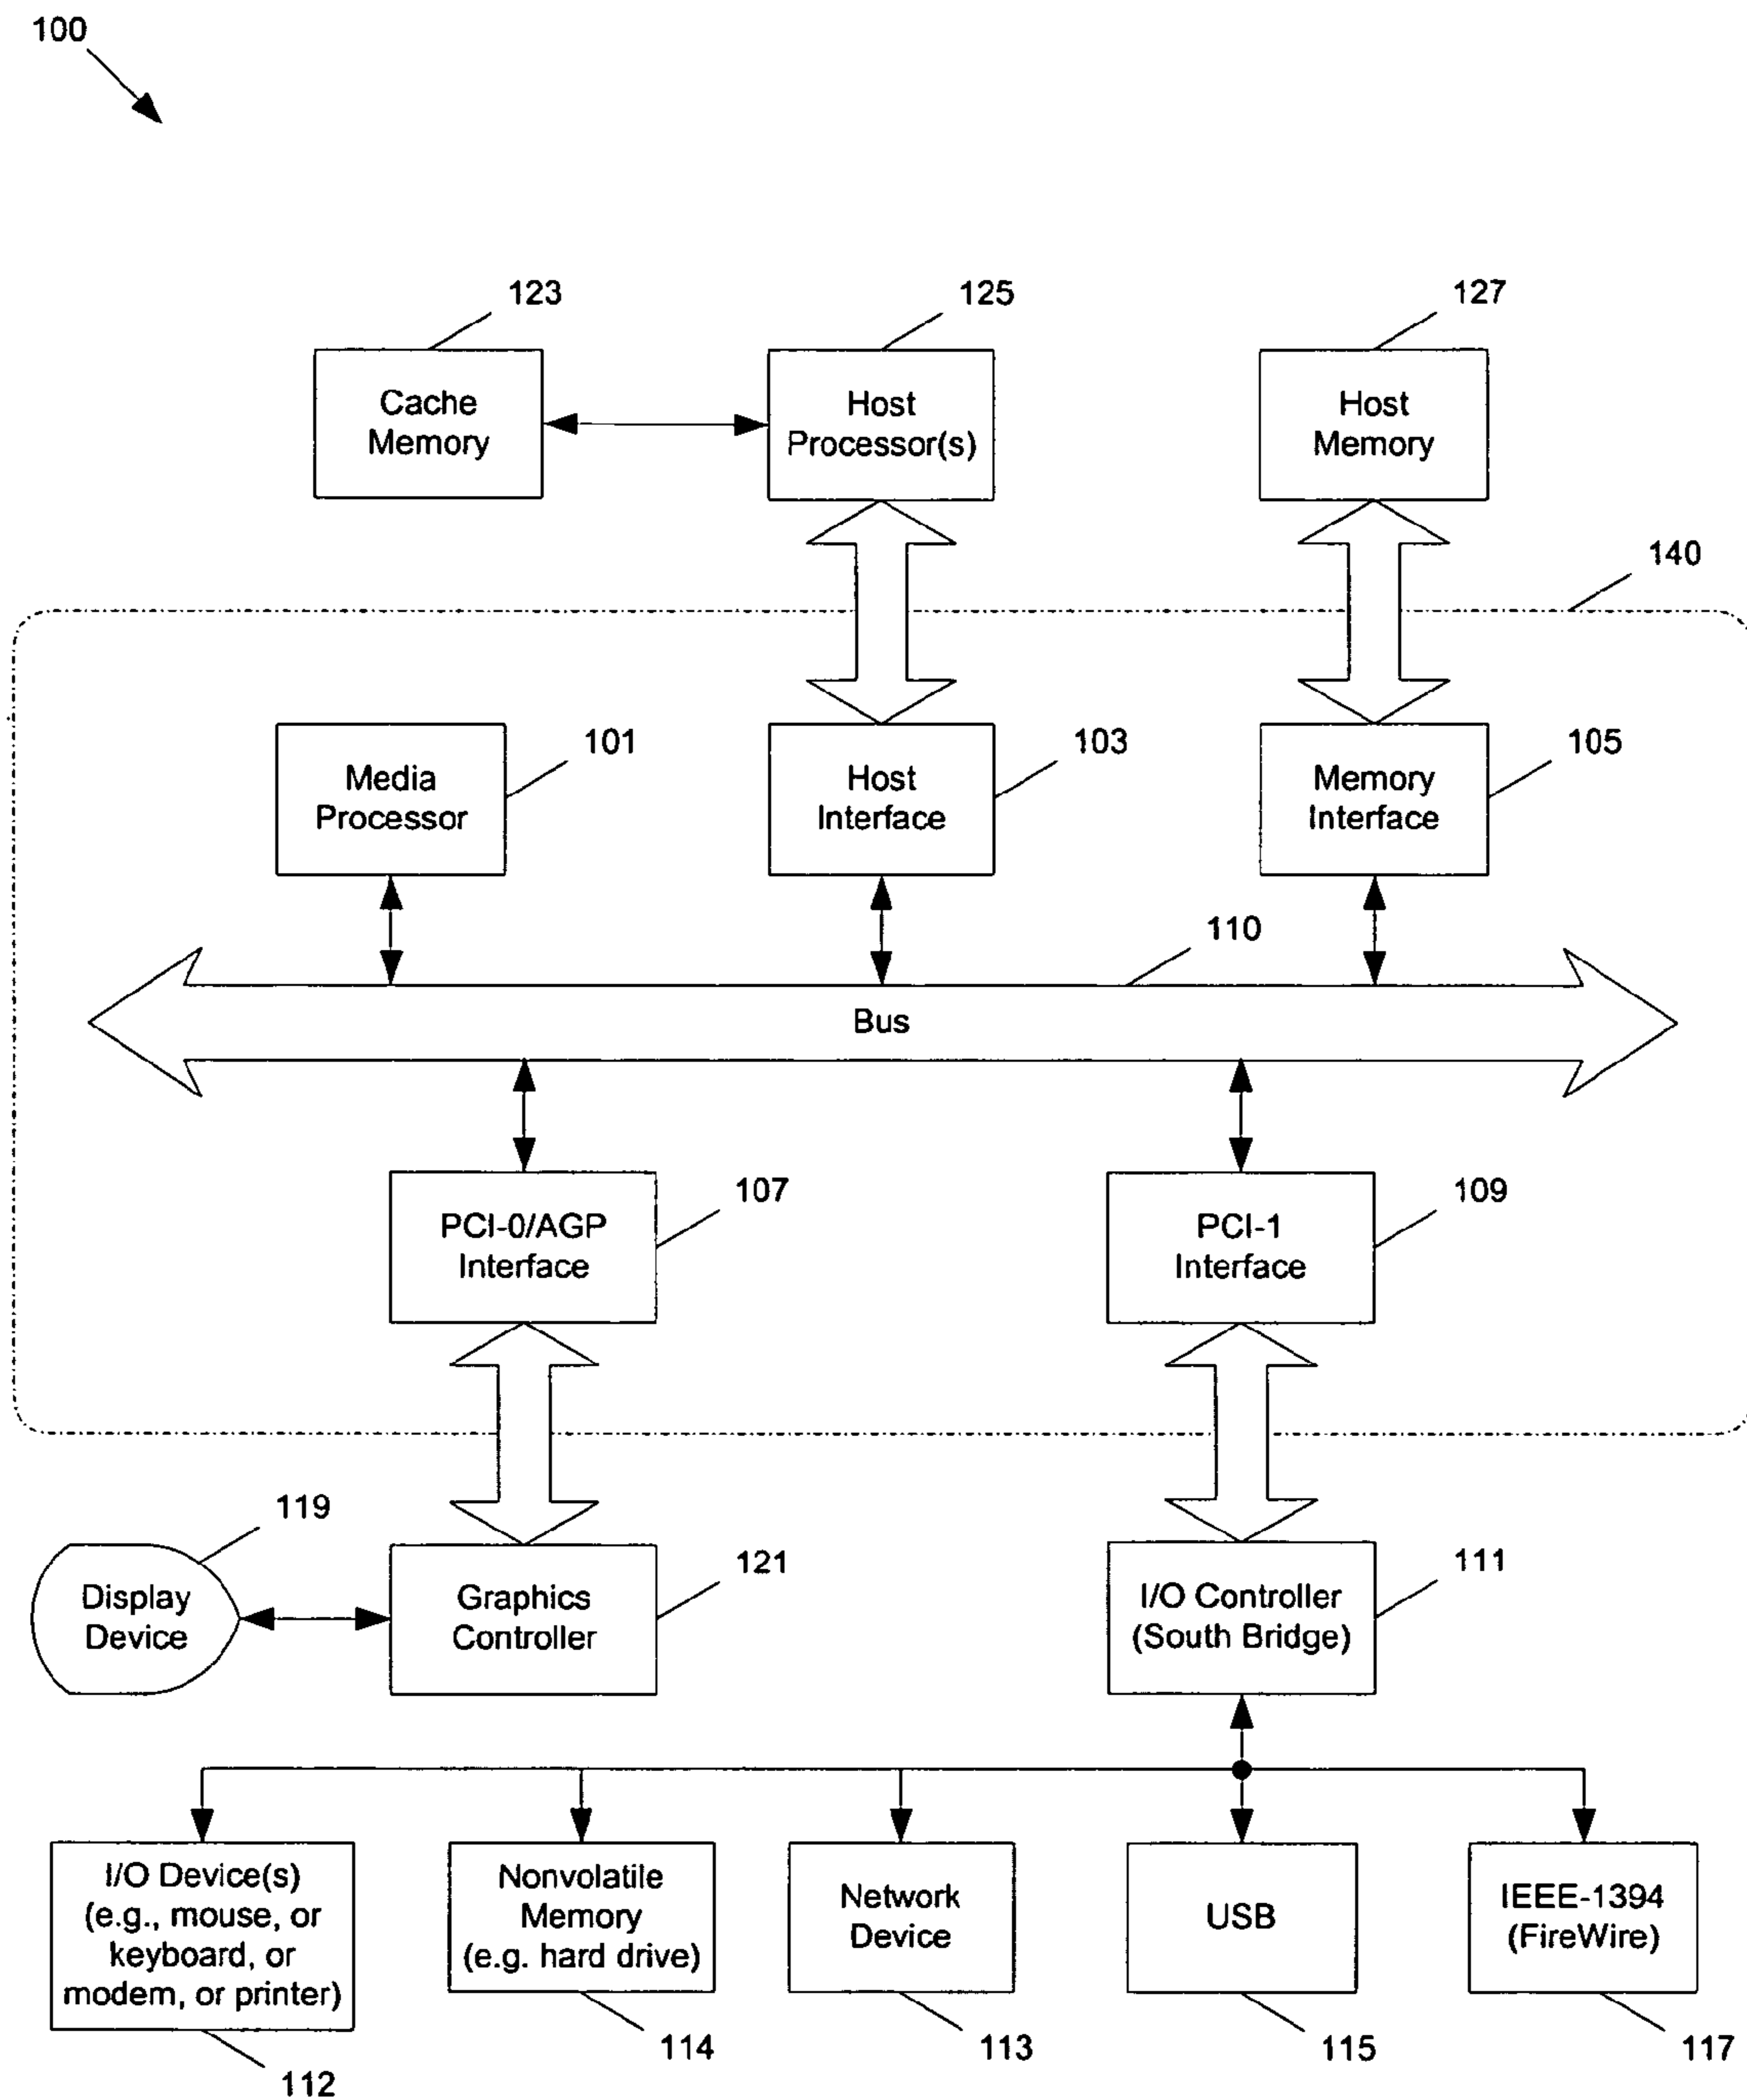 100
123
125
127
Cache
Memory
Host
Processor(s)
Host
Memory
140
101
103
105
Media
Processor
Host
Interface
Memory
Interface
110
Bus
107
109
PCI-0/AGP
Interface
PCI-1
Interface
119
121
111
Display
Device
Graphics
Controller
I/O Controller
(South Bridge)
I/O Device(s)
(e.g., mouse, or
keyboard, or
modem, or printer)
Nonvolatile
Memory
(e.g. hard drive)
Network
Device
USB
IEEE-1394
(FireWire)
112
114
113
115
117